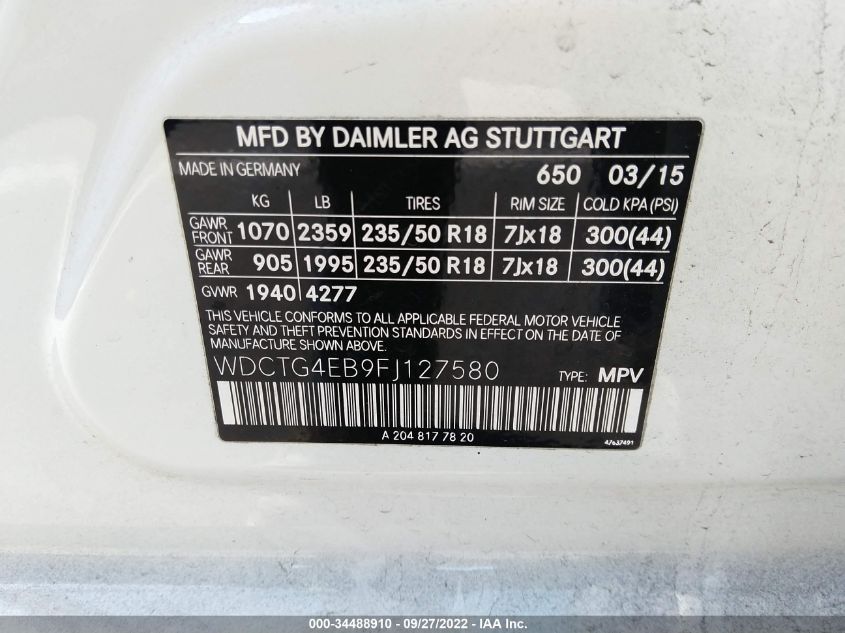 MFD BY DAIMLER AG STUTTGART
MADE IN GERMANY 650 03/15
KG LB TIRES RIM SIZE COLD KPA (PSI)
GAWR FRONT 1070 2359 235/50 R18 7Jx18 300(44)
GAWR REAR 905 1995 235/50 R18 7Jx18 300(44)
GVWR 1940 4277
THIS VEHICLE CONFORMS TO ALL APPLICABLE FEDERAL MOTOR VEHICLE
SAFETY AND THEFT PREVENTION STANDARDS IN EFFECT ON THE DATE
OF MANUFACTURE SHOWN ABOVE.
WDCTG4EB9FJ127580 TYPE: MPV
A 204 817 78 20 47637491
000-34488910 - 09/27/2022 - IAA Inc.